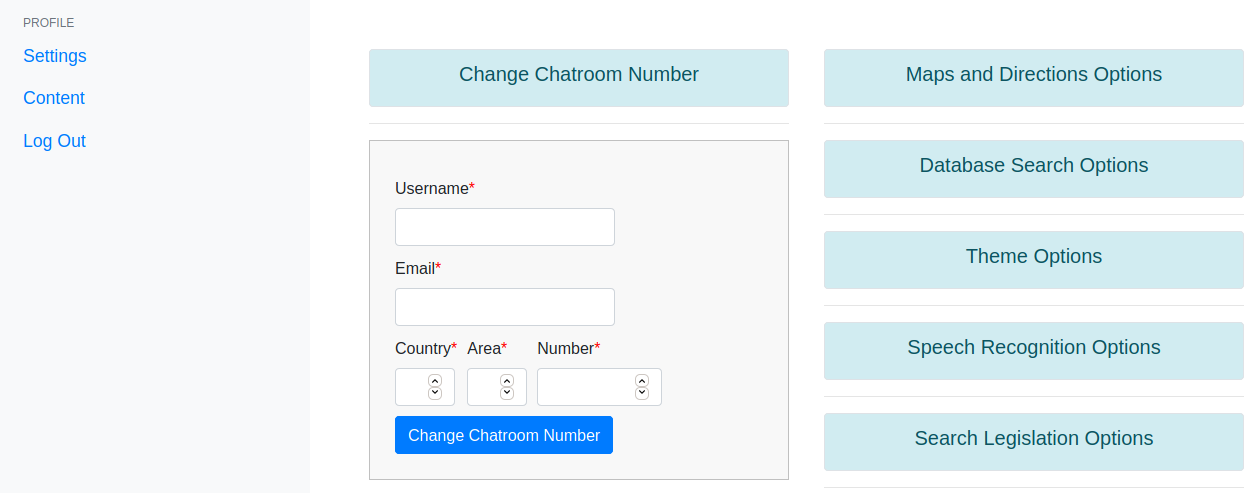 PROFILE
Settings
Content
Log Out
Change Chatroom Number
Username*
Email*
Country* Area* Number*
Change Chatroom Number
Maps and Directions Options
Database Search Options
Theme Options
Speech Recognition Options
Search Legislation Options